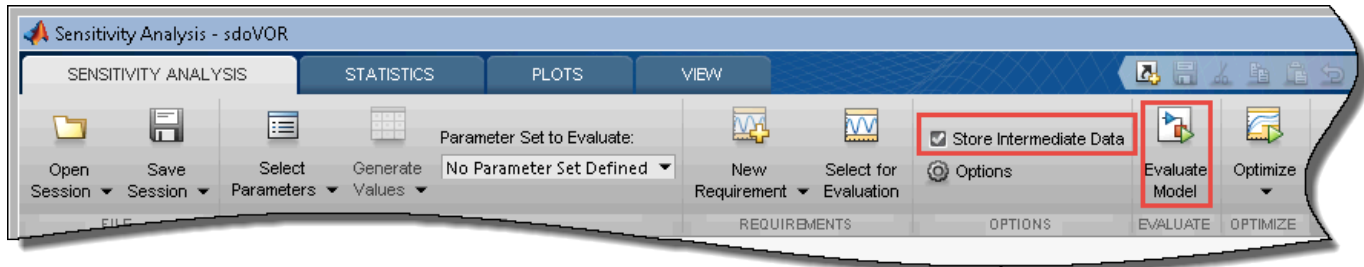 Sensitivity Analysis - sdoVOR
SENSITIVITY ANALYSIS STATISTICS PLOTS VIEW
Parameter Set to Evaluate:
Store Intermediate Data
Open Save Select Generate No Parameter Set Defined New Select for Options Evaluate Optimize
Session Session Parameters Values Requirement Evaluation Model
FILE REQUIREMENTS OPTIONS EVALUATE OPTIMIZE